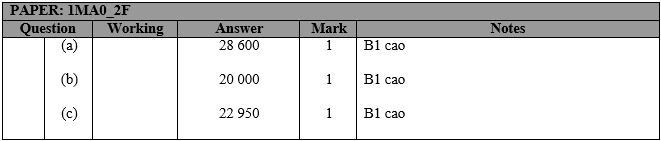 PAPER: 1MA0_2F
Question Working Answer Mark Notes
(a) 28 600 1 B1 cao
(b) 20 000 1 B1 cao
(c) 22 950 1 B1 cao